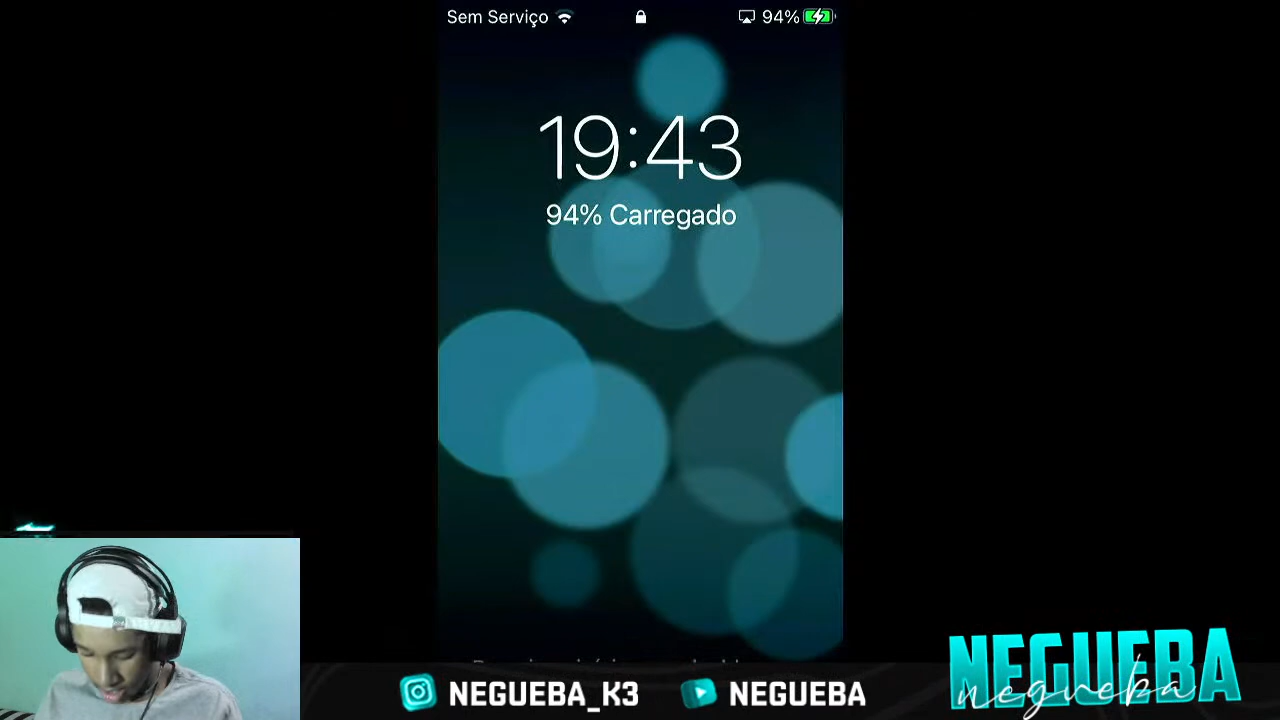 Sem Serviço
94%
19:43
94% Carregado
NEGUEBA_K3
NEGUEBA
NEGUEBA
negueba